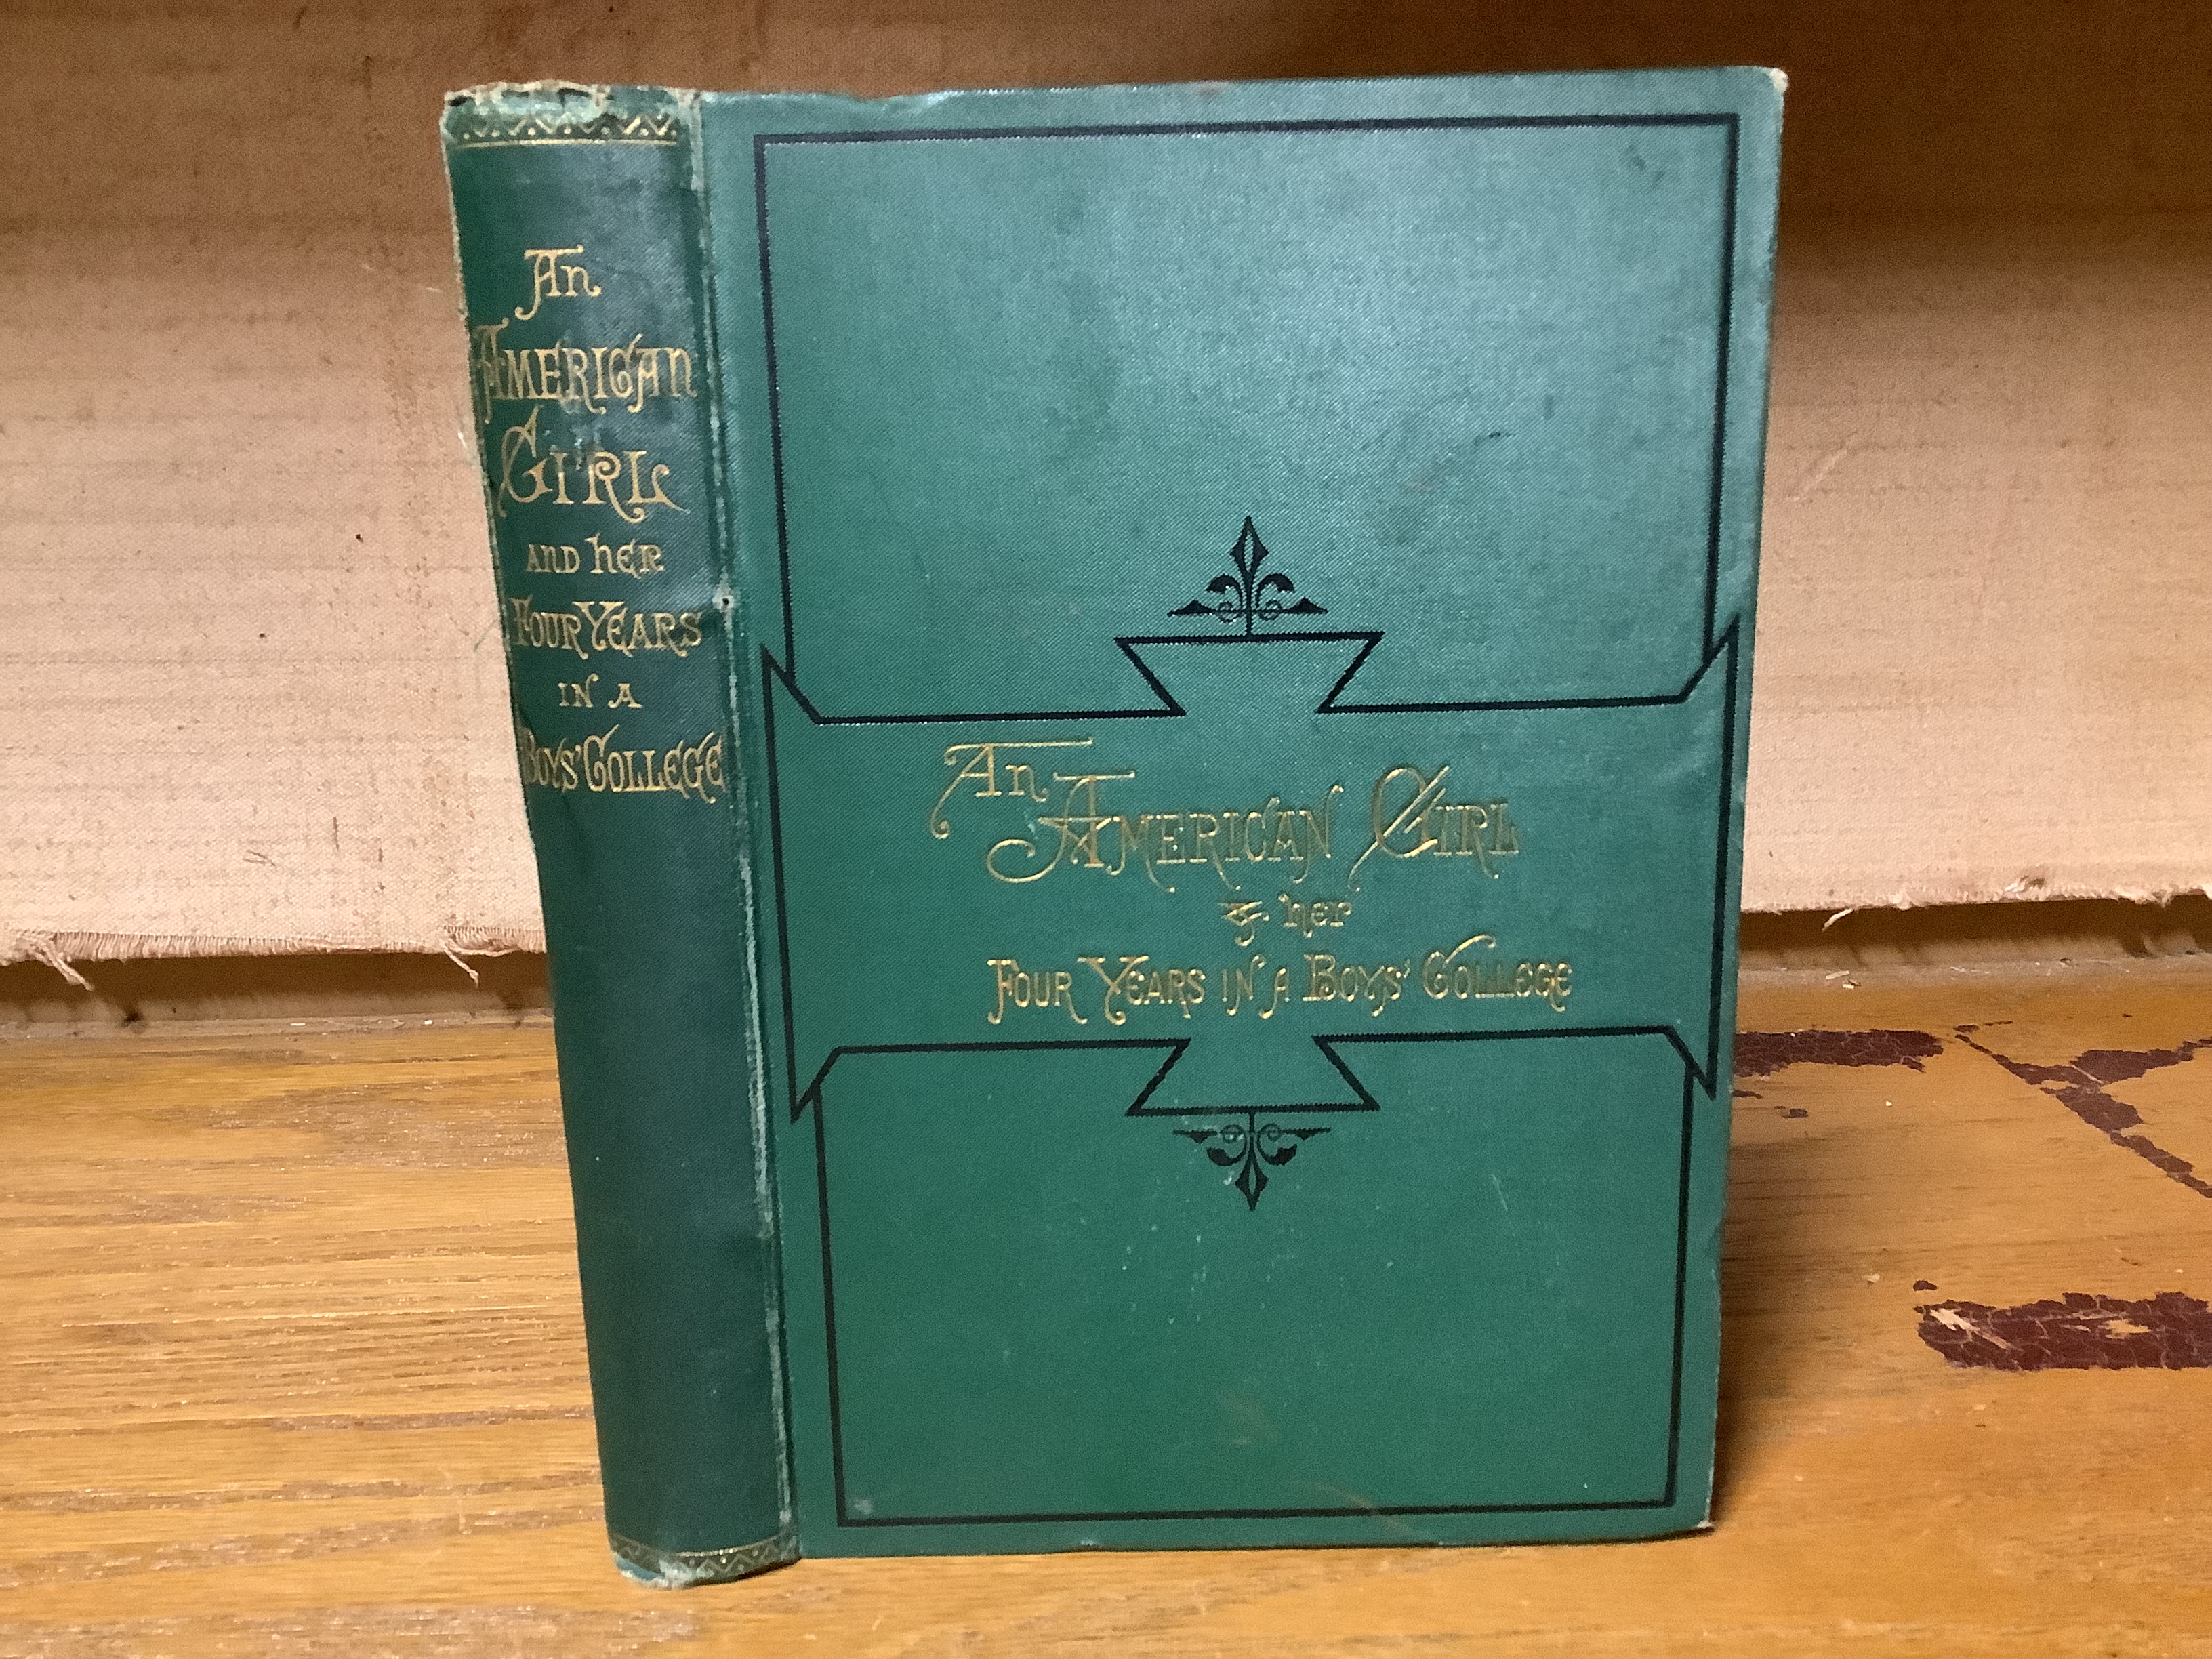 An
American
Girl
and her
Four Years
in a
Boys' College
An
American Girl
& her
Four Years in a Boys' College